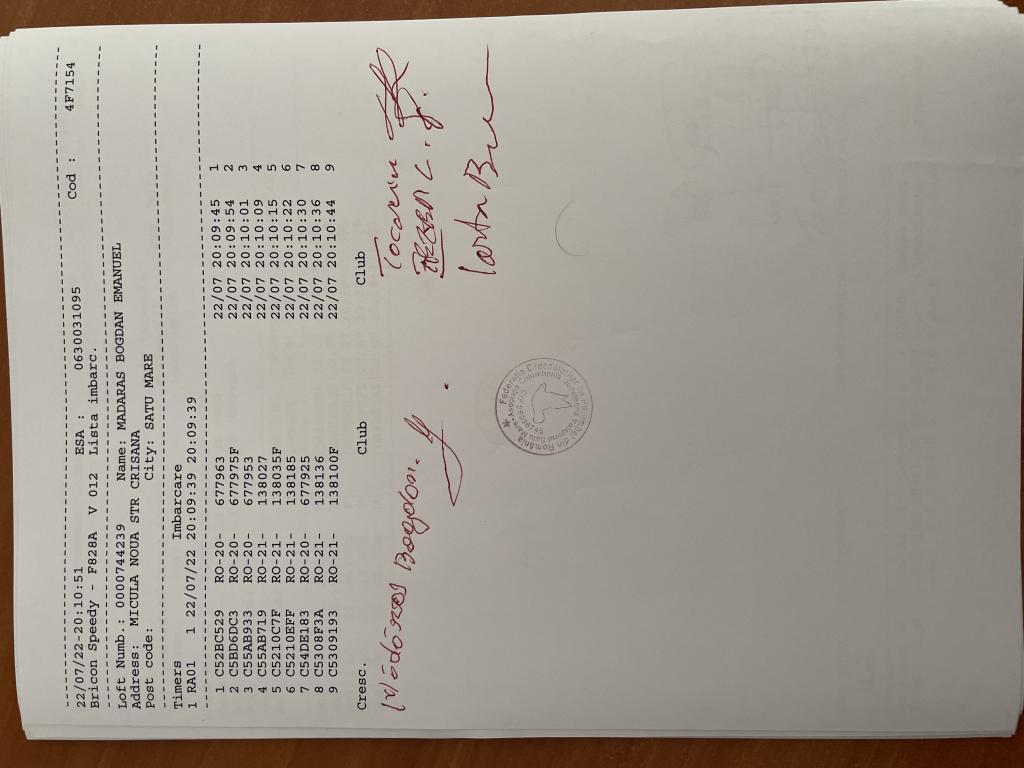 22/07/22-20:10:51 ESA : 0630031095 Cod : 4F7154
Bricon Speedy - F828A V 012 Lista imbarc.
Loft Numb.: 0000744239 Name: MADARAS BOGDAN EMANUEL
Address: MICULA NOUA STR CRISANA
Post code: City: SATU MARE
Timers Imbarcare
1 RA01 1 22/07/22 20:09:39 20:09:39
1 C52BC529 RO-20- 677963 22/07 20:09:45 1
2 C5BD6DC3 RO-20- 677975F 22/07 20:09:54 2
3 C55AB933 RO-20- 677953 22/07 20:10:01 3
4 C55AB719 RO-21- 138027 22/07 20:10:09 4
5 C5210C7F RO-21- 138035F 22/07 20:10:15 5
6 C5210EFF RO-21- 138185 22/07 20:10:22 6
7 C54DE183 RO-20- 677925 22/07 20:10:30 7
8 C5308F3A RO-21- 138136 22/07 20:10:36 8
9 C5309193 RO-21- 138100F 22/07 20:10:44 9
Cresc. Club Club
Bogdan